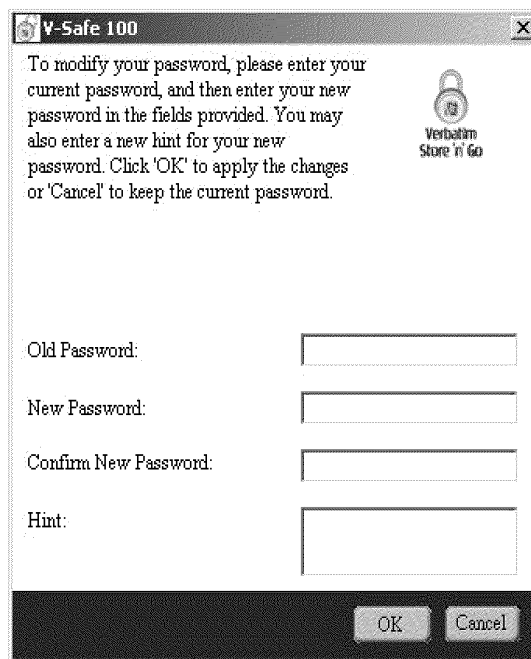 V-Safe 100
To modify your password, please enter your
current password, and then enter your new
password in the fields provided. You may
also enter a new hint for your new
password. Click 'OK' to apply the changes
or 'Cancel' to keep the current password.
Verbatim
Store 'n' Go
Old Password:
New Password:
Confirm New Password:
Hint:
OK
Cancel